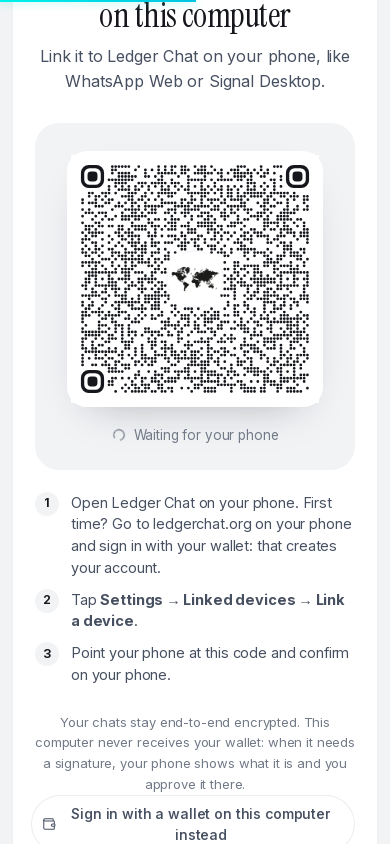 on this computer
Link it to Ledger Chat on your phone, like
WhatsApp Web or Signal Desktop.
Waiting for your phone
1 Open Ledger Chat on your phone. First
time? Go to ledgerchat.org on your phone
and sign in with your wallet: that creates
your account.
2 Tap Settings → Linked devices → Link
a device.
3 Point your phone at this code and confirm
on your phone.
Your chats stay end-to-end encrypted. This
computer never receives your wallet: when it needs
a signature, your phone shows what it is and you
approve it there.
Sign in with a wallet on this computer
instead